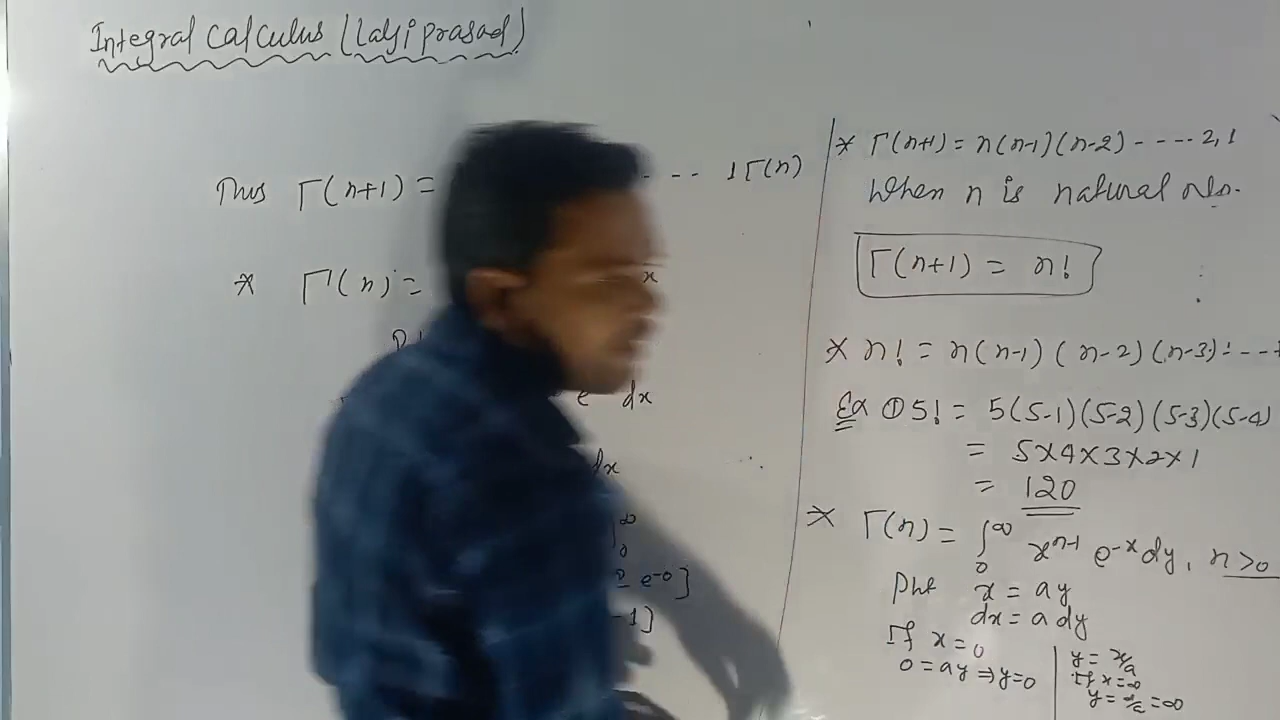 Integral Calculus (Lalji prasad)
Thus Γ(n+1) = ... 1Γ(n)
* Γ(n) = x
e dx
dx
∞
0
e⁻⁰]
-1]
* Γ(n+1) = n(n-1)(n-2)-----2,1
When n is natural no.
Γ(n+1) = n!
* n! = n(n-1)(n-2)(n-3)---
Ex ① 5! = 5(5-1)(5-2)(5-3)(5-4)
= 5×4×3×2×1
= 120
* Γ(n) = ∫₀^∞ xⁿ⁻¹ e⁻ˣ dy, n>0
Put x = ay
dx = a dy
If x=0
0 = ay ⇒ y=0
y = x/a
If x=∞
y = ∞/a = ∞